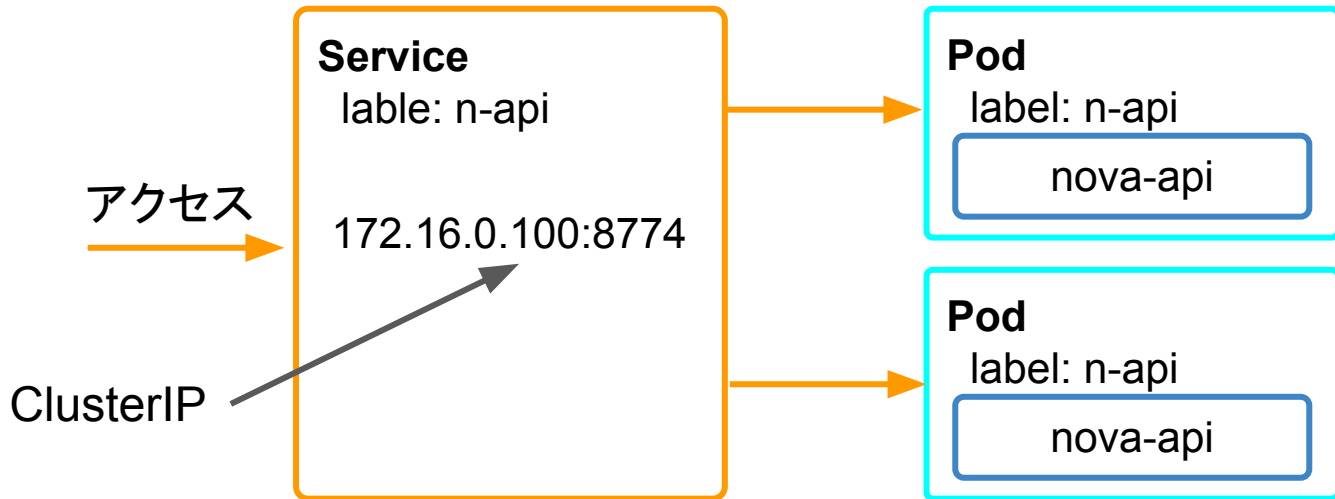 Service
lable: n-api
アクセス
172.16.0.100:8774
ClusterIP
Pod
label: n-api
nova-api
Pod
label: n-api
nova-api